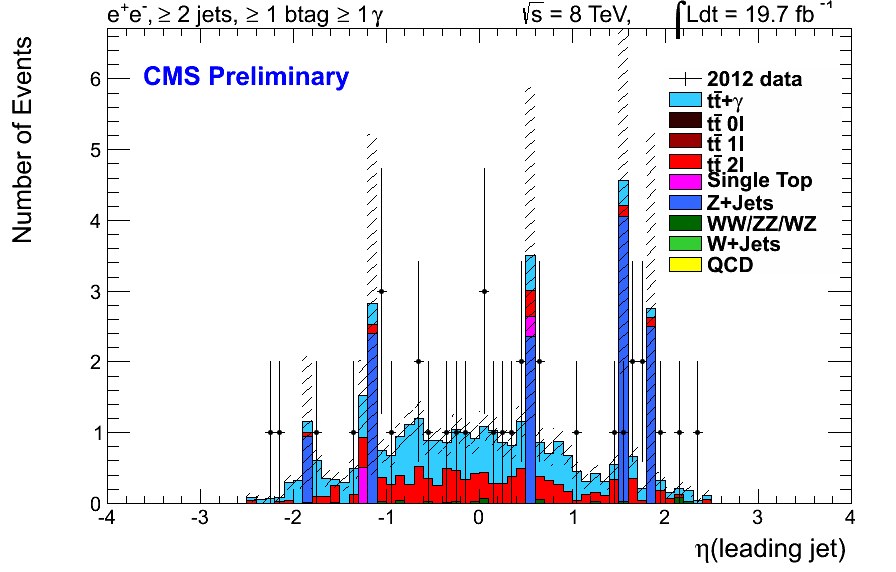 e⁺e⁻, ≥ 2 jets, ≥ 1 btag ≥ 1 γ √s = 8 TeV, ∫Ldt = 19.7 fb⁻¹
CMS Preliminary
Number of Events
2012 data
tt̄+γ
tt̄ 0l
tt̄ 1l
tt̄ 2l
Single Top
Z+Jets
WW/ZZ/WZ
W+Jets
QCD
6
5
4
3
2
1
0
-4 -3 -2 -1 0 1 2 3 4
η(leading jet)